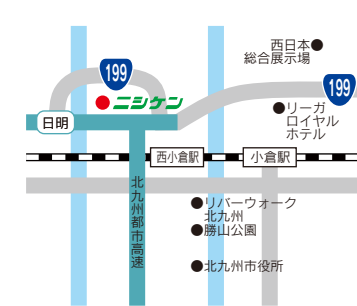 西日本
総合展示場
199
199
ニシケン
リーガ
ロイヤル
ホテル
日明
西小倉駅
小倉駅
北九州都市高速
リバーウォーク
北九州
勝山公園
北九州市役所